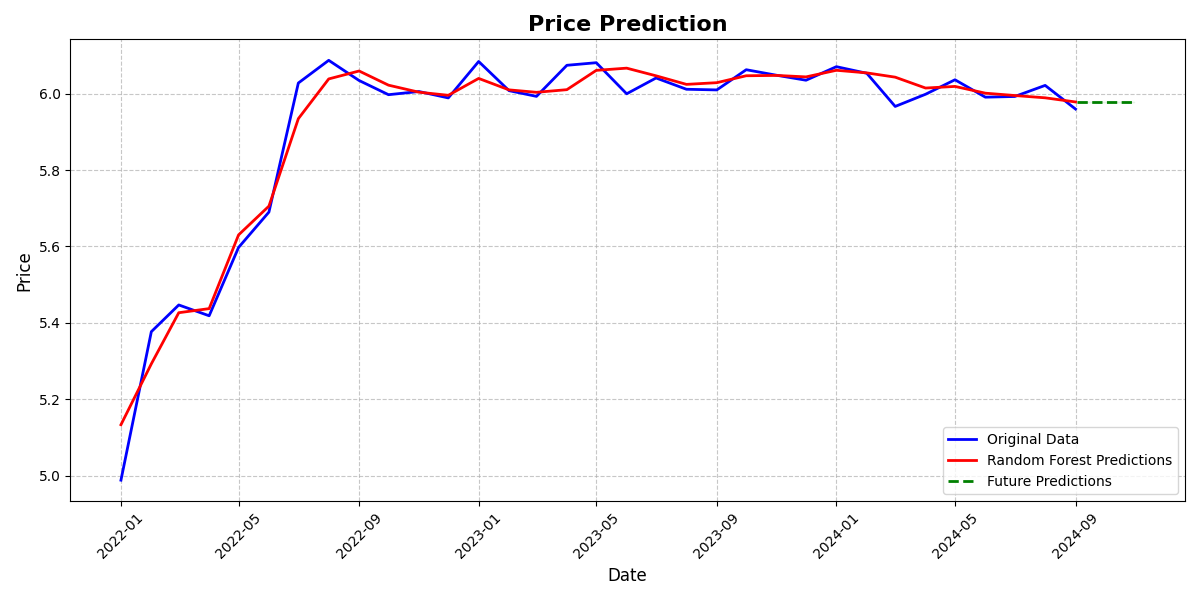 Price Prediction
Price
6.0
5.8
5.6
5.4
5.2
5.0
Original Data
Random Forest Predictions
Future Predictions
2022-01
2022-05
2022-09
2023-01
2023-05
2023-09
2024-01
2024-05
2024-09
Date